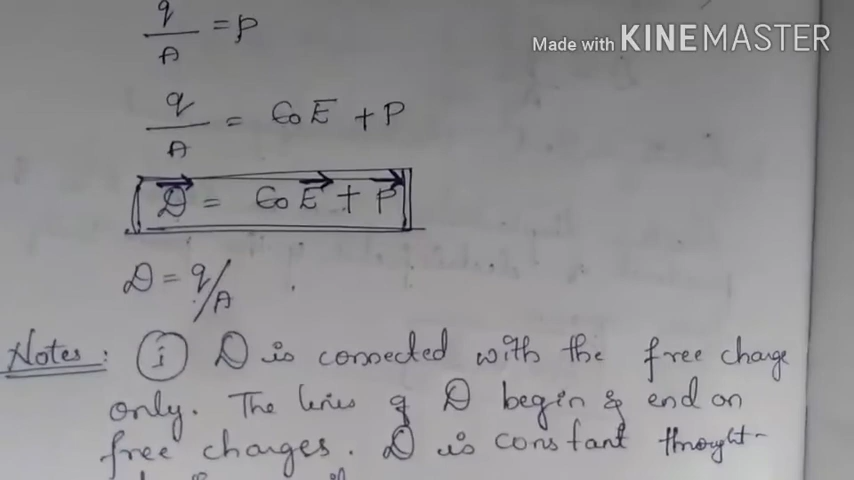 q/A = P
Made with KINEMASTER
q/A = ϵ₀E + P
D⃗ = ϵ₀E⃗ + P⃗
D = q/A
Notes : (i) D is connected with the free charge
only. The lines of D begin & end on
free charges. D is constant throught-